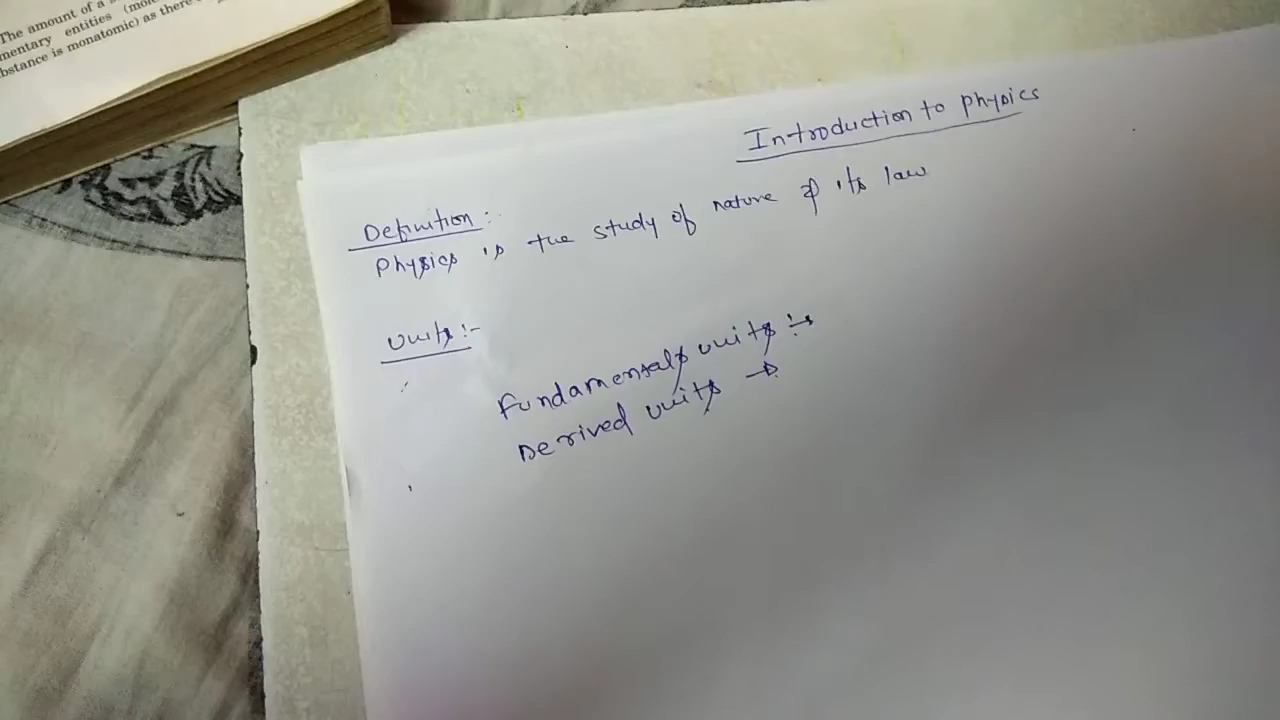 The amount of a
mentary entities (mole
bstance is monatomic) as there
Introduction to Physics
Definition:
Physics is the study of nature & its law
Units:-
Fundamentals units :→
Derived units →